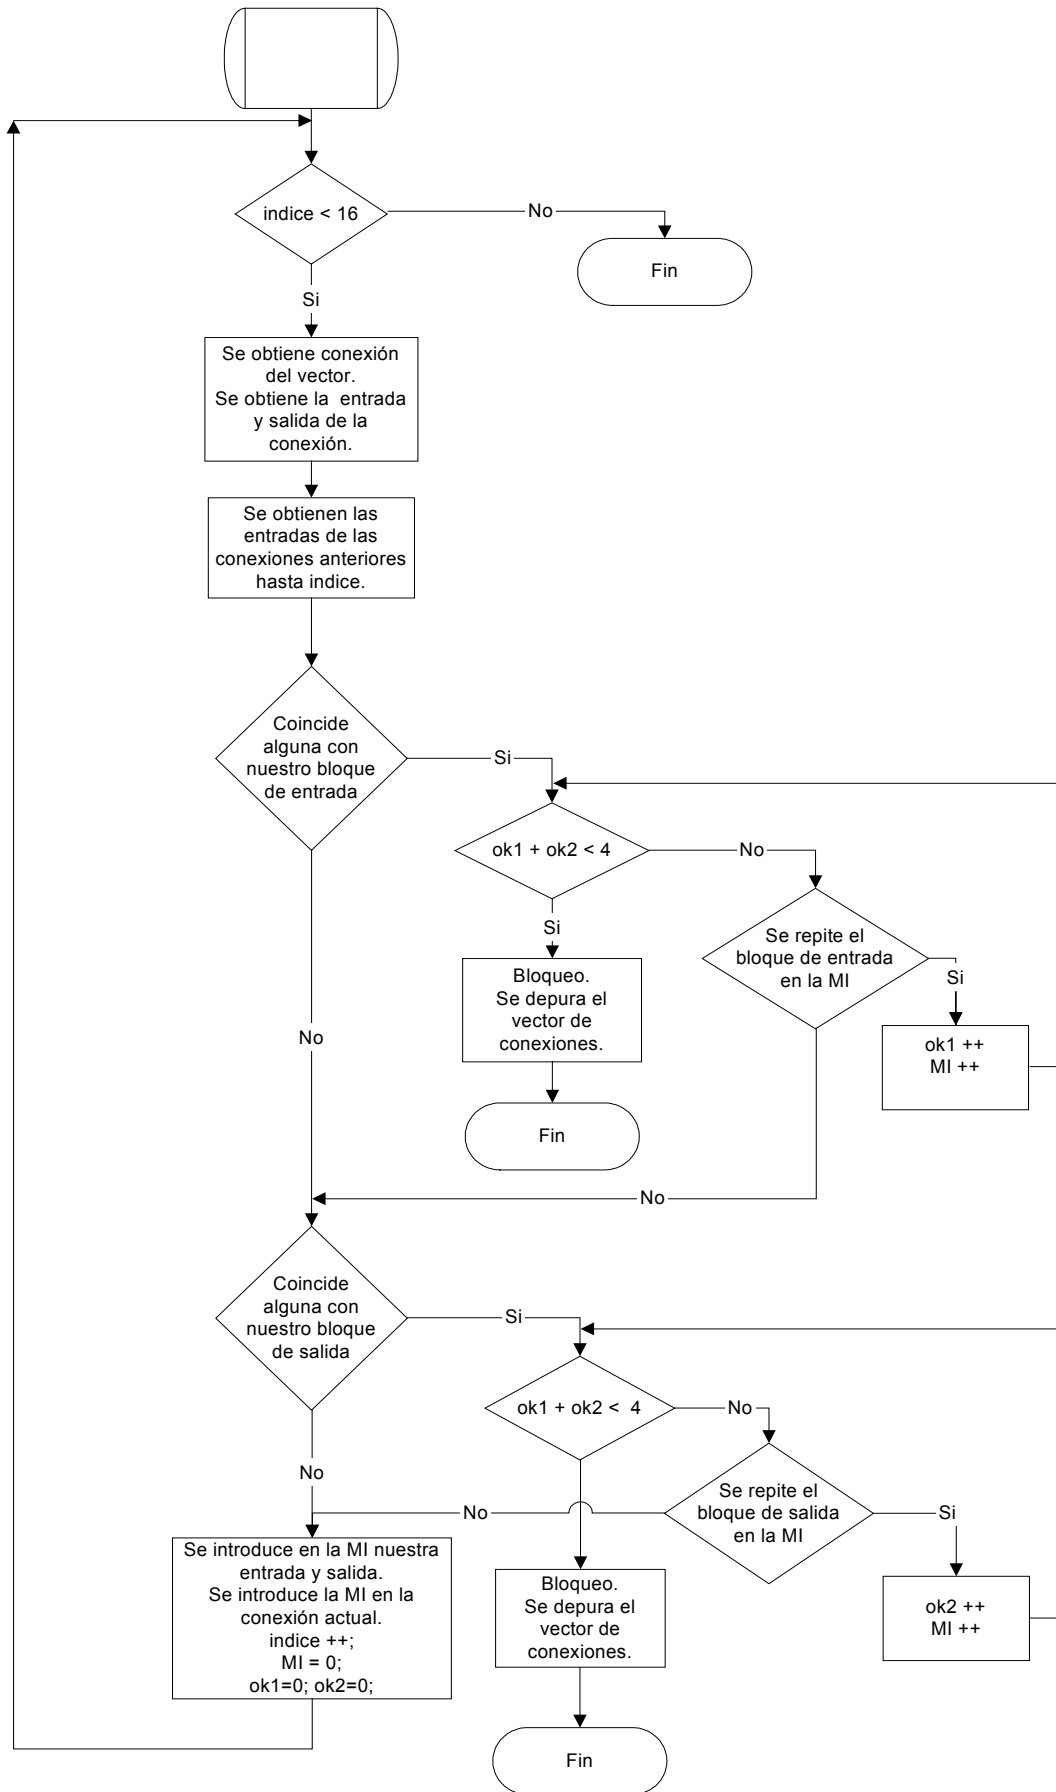 indice < 16
No
Fin
Si
Se obtiene conexión
del vector.
Se obtiene la  entrada
y salida de la
conexión.
Se obtienen las
entradas de las
conexiones anteriores
hasta indice.
Coincide
alguna con
nuestro bloque
de entrada
Si
ok1 + ok2 < 4
No
Se repite el
bloque de entrada
en la MI
Si
Si
Bloqueo.
Se depura el
vector de
conexiones.
ok1 ++
MI ++
No
Fin
No
Coincide
alguna con
nuestro bloque
de salida
Si
ok1 + ok2 <  4
No
Se repite el
bloque de salida
en la MI
Si
No
No
Se introduce en la MI nuestra
entrada y salida.
Se introduce la MI en la
conexión actual.
indice ++;
MI = 0;
ok1=0; ok2=0;
Bloqueo.
Se depura el
vector de
conexiones.
ok2 ++
MI ++
Fin